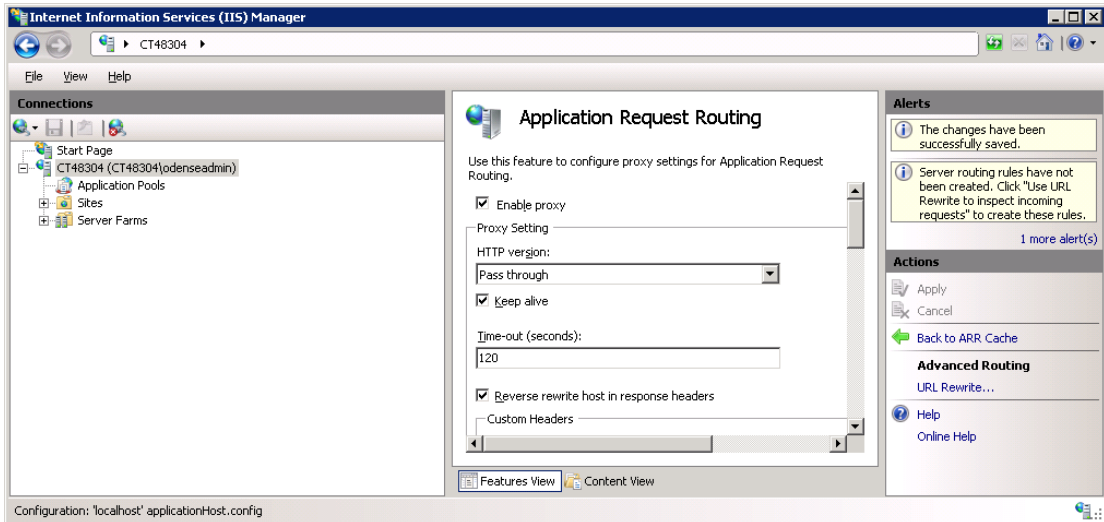 Internet Information Services (IIS) Manager
CT48304
File View Help
Connections
Start Page
CT48304 (CT48304\odenseadmin)
Application Pools
Sites
Server Farms
Application Request Routing
Use this feature to configure proxy settings for Application Request
Routing.
Enable proxy
Proxy Setting
HTTP version:
Pass through
Keep alive
Time-out (seconds):
120
Reverse rewrite host in response headers
Custom Headers
Features View Content View
Alerts
The changes have been
successfully saved.
Server routing rules have not
been created. Click "Use URL
Rewrite to inspect incoming
requests" to create these rules.
1 more alert(s)
Actions
Apply
Cancel
Back to ARR Cache
Advanced Routing
URL Rewrite...
Help
Online Help
Configuration: 'localhost' applicationHost.config